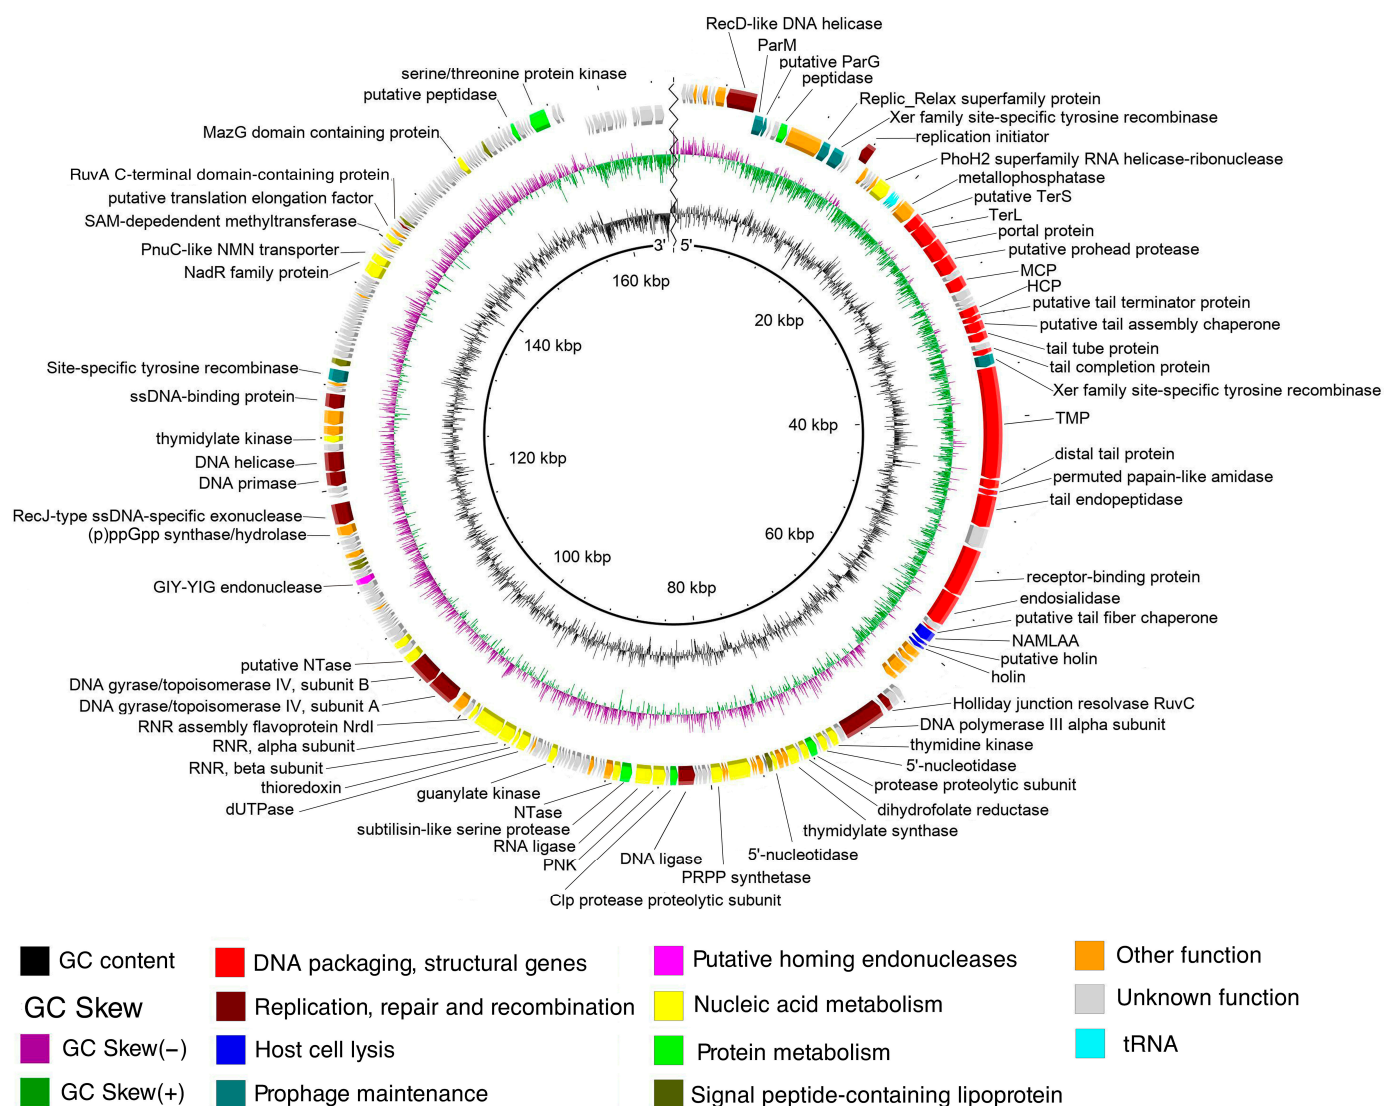 RecD-like DNA helicase
ParM
putative ParG
peptidase
Replic_Relax superfamily protein
Xer family site-specific tyrosine recombinase
replication initiator
PhoH2 superfamily RNA helicase-ribonuclease
metallophosphatase
putative TerS
TerL
portal protein
putative prohead protease
MCP
HCP
putative tail terminator protein
putative tail assembly chaperone
tail tube protein
tail completion protein
Xer family site-specific tyrosine recombinase
TMP
distal tail protein
permuted papain-like amidase
tail endopeptidase
receptor-binding protein
endosialidase
putative tail fiber chaperone
NAMLAA
putative holin
holin
Holliday junction resolvase RuvC
DNA polymerase III alpha subunit
thymidine kinase
5'-nucleotidase
protease proteolytic subunit
dihydrofolate reductase
thymidylate synthase
5'-nucleotidase
PRPP synthetase
DNA ligase
Clp protease proteolytic subunit
PNK
RNA ligase
subtilisin-like serine protease
NTase
guanylate kinase
dUTPase
thioredoxin
RNR, beta subunit
RNR, alpha subunit
RNR assembly flavoprotein NrdI
DNA gyrase/topoisomerase IV, subunit A
DNA gyrase/topoisomerase IV, subunit B
putative NTase
GIY-YIG endonuclease
(p)ppGpp synthase/hydrolase
RecJ-type ssDNA-specific exonuclease
DNA primase
DNA helicase
thymidylate kinase
ssDNA-binding protein
Site-specific tyrosine recombinase
NadR family protein
PnuC-like NMN transporter
SAM-depedendent methyltransferase
putative translation elongation factor
RuvA C-terminal domain-containing protein
MazG domain containing protein
putative peptidase
serine/threonine protein kinase
3' 5'
20 kbp
40 kbp
60 kbp
80 kbp
100 kbp
120 kbp
140 kbp
160 kbp
GC content
GC Skew
GC Skew(−)
GC Skew(+)
DNA packaging, structural genes
Replication, repair and recombination
Host cell lysis
Prophage maintenance
Putative homing endonucleases
Nucleic acid metabolism
Protein metabolism
Signal peptide-containing lipoprotein
Other function
Unknown function
tRNA